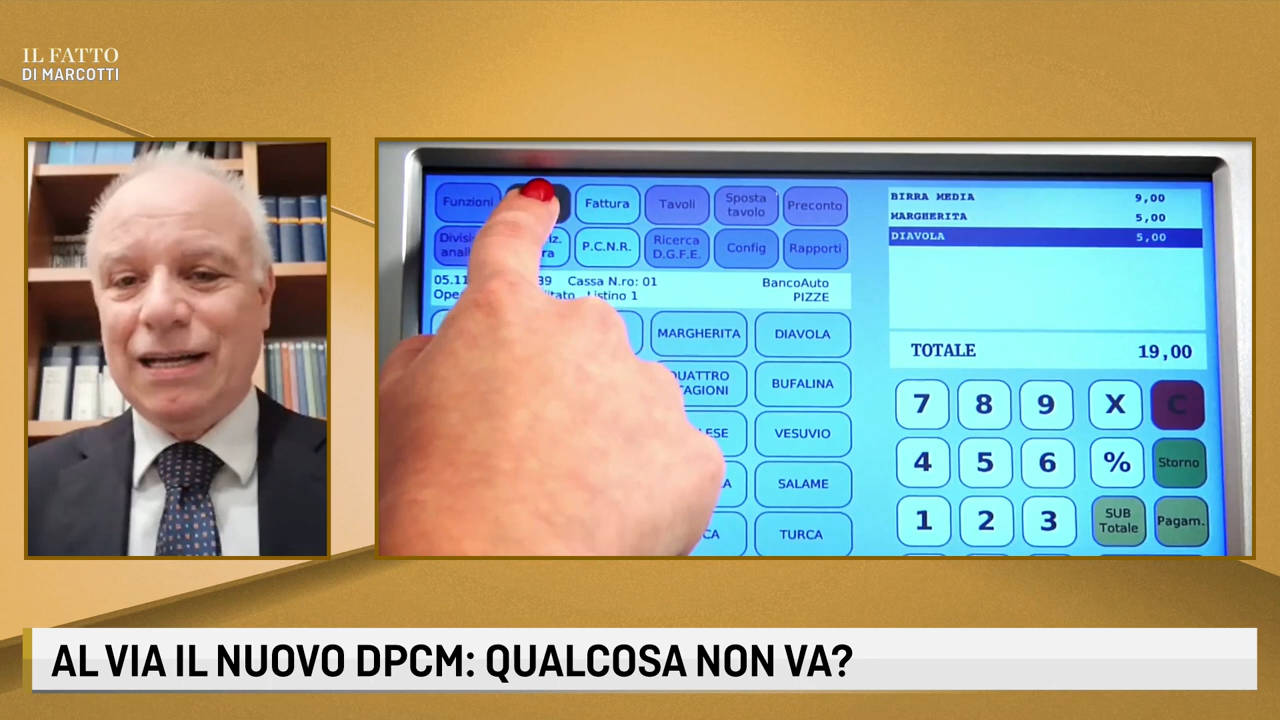 IL FATTO
DI MARCOTTI
Funzioni
Fattura
Tavoli
Sposta
tavolo
Preconto
P.C.N.R.
Ricerca
D.G.F.E.
Config
Rapporti
Cassa N.ro: 01
BancoAuto
Listino 1
PIZZE
MARGHERITA
DIAVOLA
BUFALINA
VESUVIO
SALAME
TURCA
BIRRA MEDIA 9,00
MARGHERITA 5,00
DIAVOLA 5,00
TOTALE 19,00
7 8 9 X C
4 5 6 % Storno
1 2 3 SUB
Totale Pagam.
AL VIA IL NUOVO DPCM: QUALCOSA NON VA?